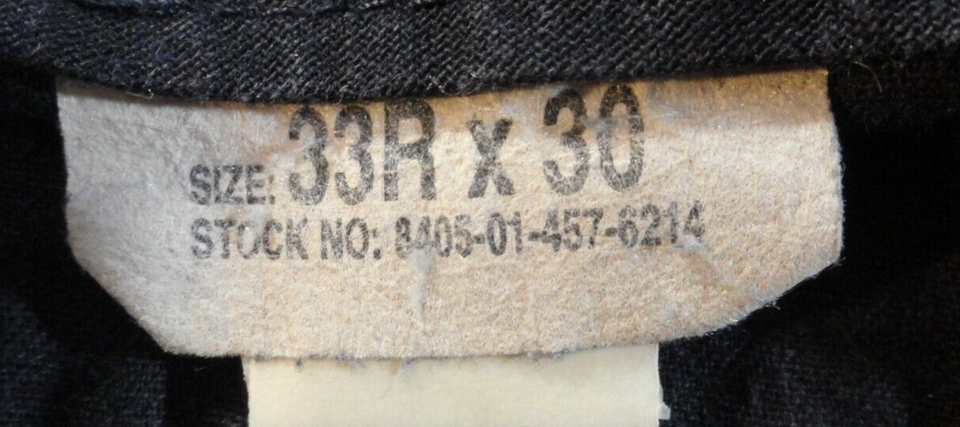 SIZE: 33R x 30
STOCK NO: 8405-01-457-6214